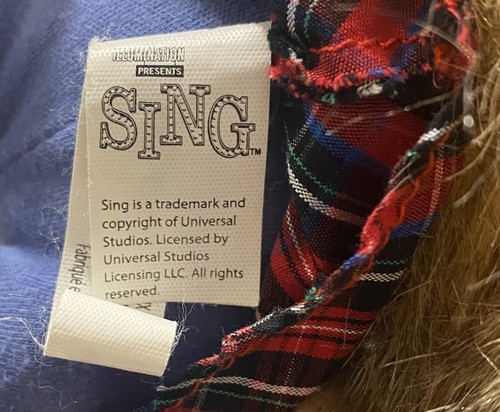 ILLUMINATION
PRESENTS
SING™
Sing is a trademark and
copyright of Universal
Studios. Licensed by
Universal Studios
Licensing LLC. All rights
reserved.